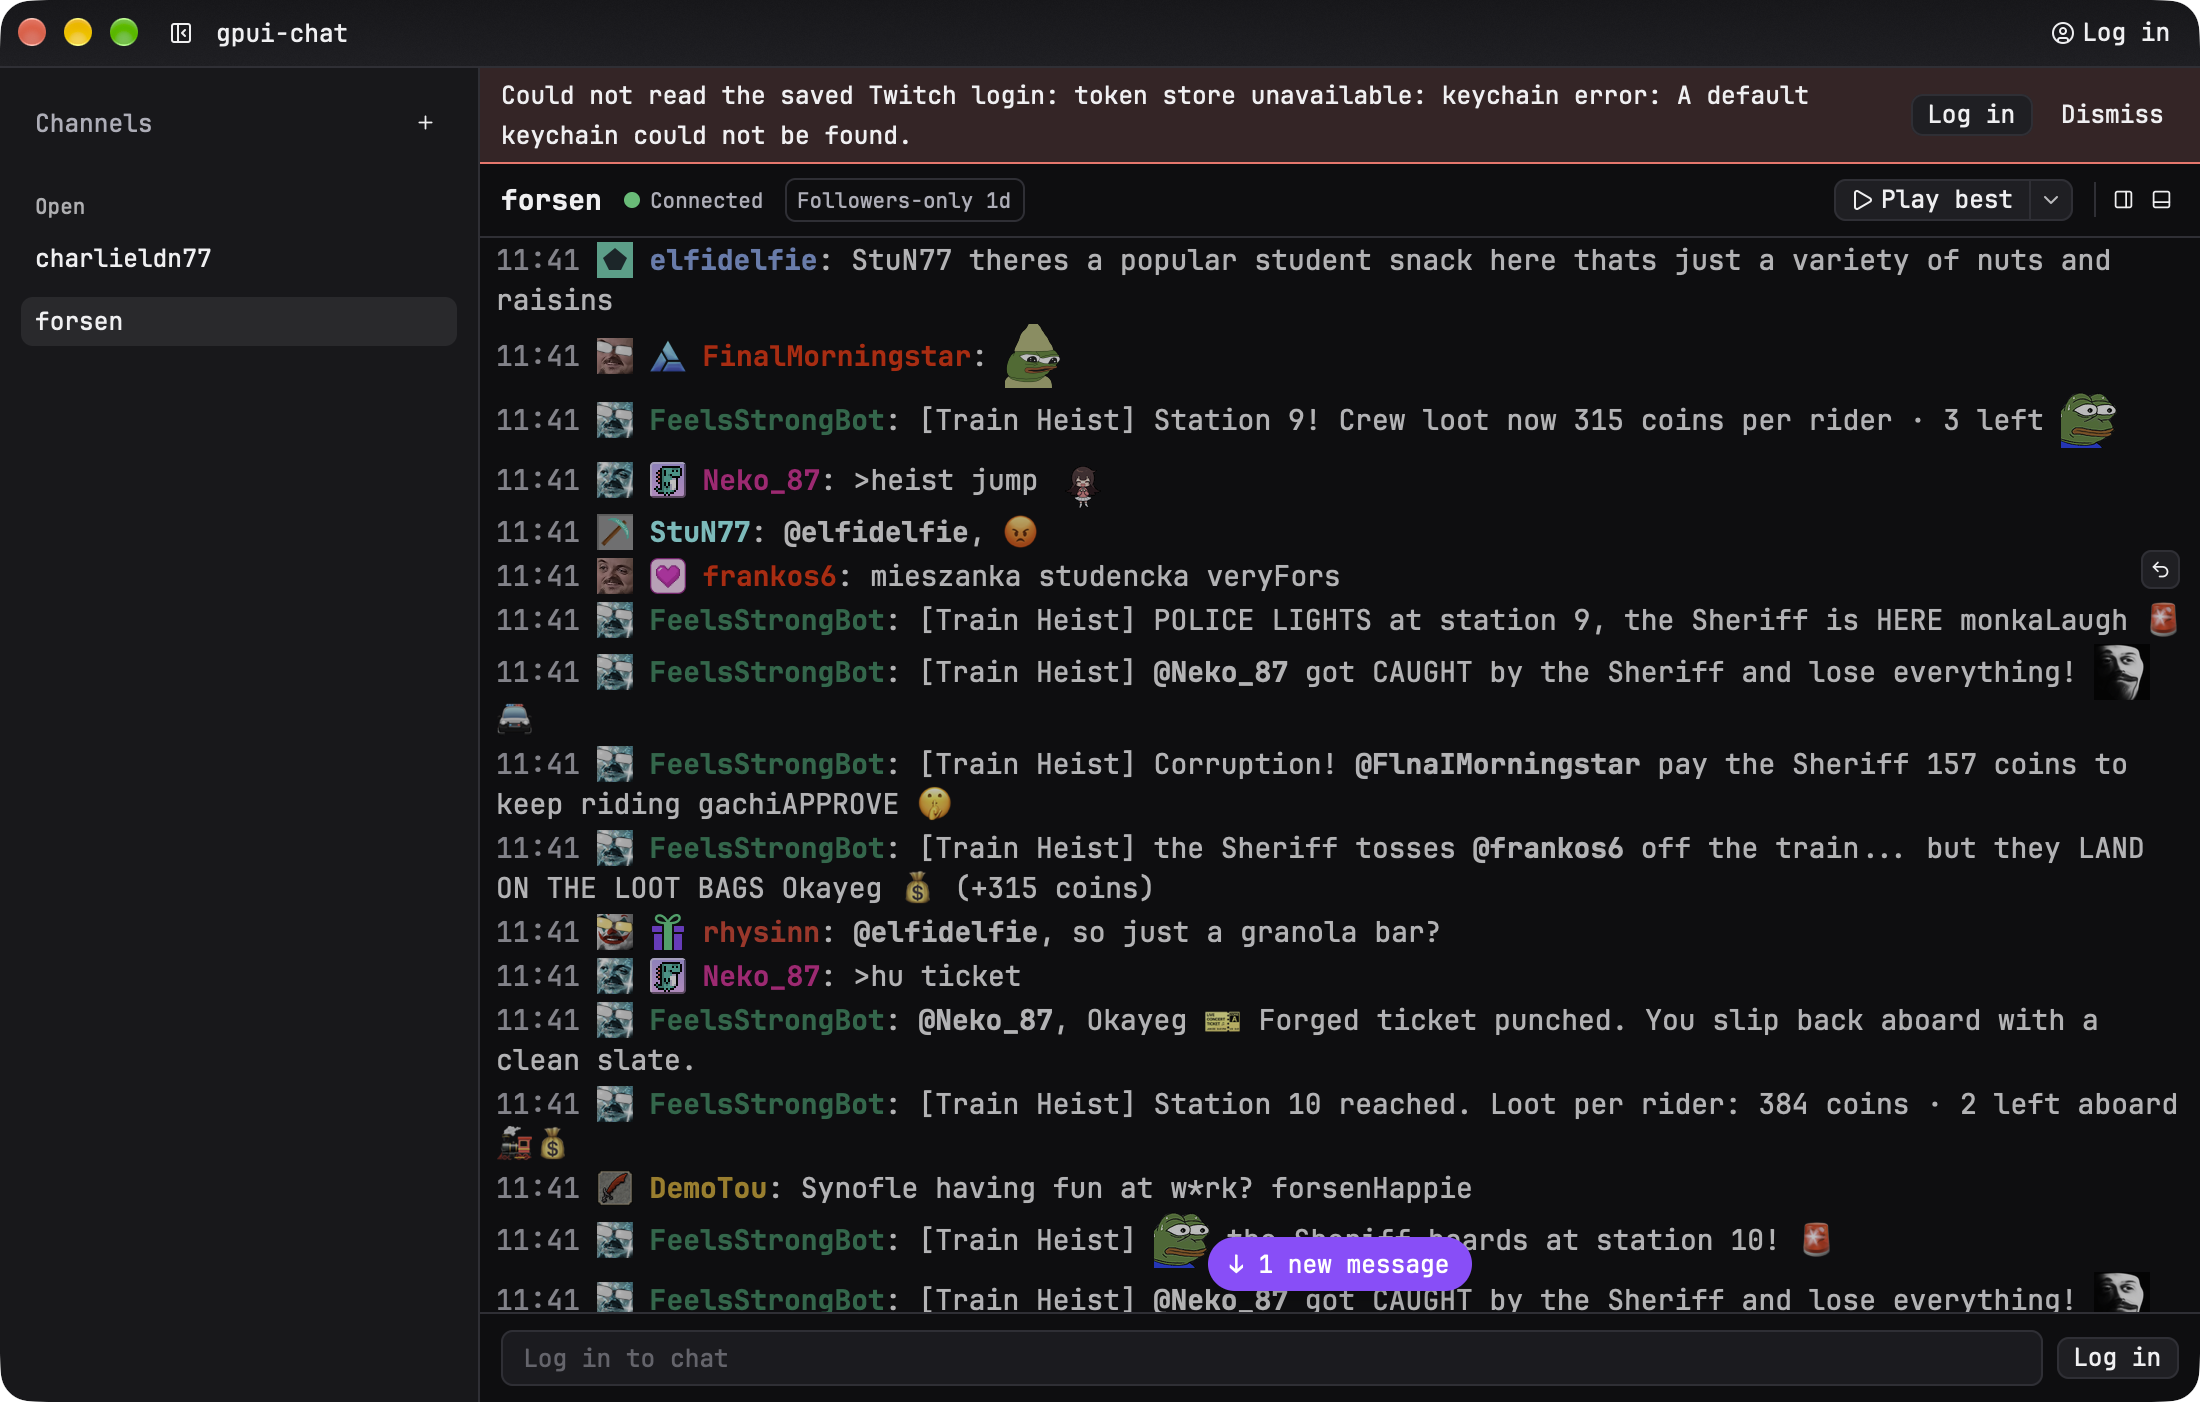 gpui-chat
Log in
Channels
+
Open
charlieldn77
forsen
Could not read the saved Twitch login: token store unavailable: keychain error: A default
keychain could not be found.
Log in
Dismiss
forsen
Connected
Followers-only 1d
Play best
11:41 elfidelfie: StuN77 theres a popular student snack here thats just a variety of nuts and
raisins
11:41 FinalMorningstar:
11:41 FeelsStrongBot: [Train Heist] Station 9! Crew loot now 315 coins per rider · 3 left
11:41 Neko_87: >heist jump
11:41 StuN77: @elfidelfie, 😡
11:41 frankos6: mieszanka studencka veryFors
11:41 FeelsStrongBot: [Train Heist] POLICE LIGHTS at station 9, the Sheriff is HERE monkaLaugh 🚨
11:41 FeelsStrongBot: [Train Heist] @Neko_87 got CAUGHT by the Sheriff and lose everything!
🚔
11:41 FeelsStrongBot: [Train Heist] Corruption! @FlnaIMorningstar pay the Sheriff 157 coins to
keep riding gachiAPPROVE 🤫
11:41 FeelsStrongBot: [Train Heist] the Sheriff tosses @frankos6 off the train... but they LAND
ON THE LOOT BAGS Okayeg 💰 (+315 coins)
11:41 rhysinn: @elfidelfie, so just a granola bar?
11:41 Neko_87: >hu ticket
11:41 FeelsStrongBot: @Neko_87, Okayeg 🎫 Forged ticket punched. You slip back aboard with a
clean slate.
11:41 FeelsStrongBot: [Train Heist] Station 10 reached. Loot per rider: 384 coins · 2 left aboard
🚂💰
11:41 DemoTou: Synofle having fun at w*rk? forsenHappie
11:41 FeelsStrongBot: [Train Heist] the Sheriff boards at station 10! 🚨
↓ 1 new message
11:41 FeelsStrongBot: [Train Heist] @Neko_87 got CAUGHT by the Sheriff and lose everything!
Log in to chat
Log in